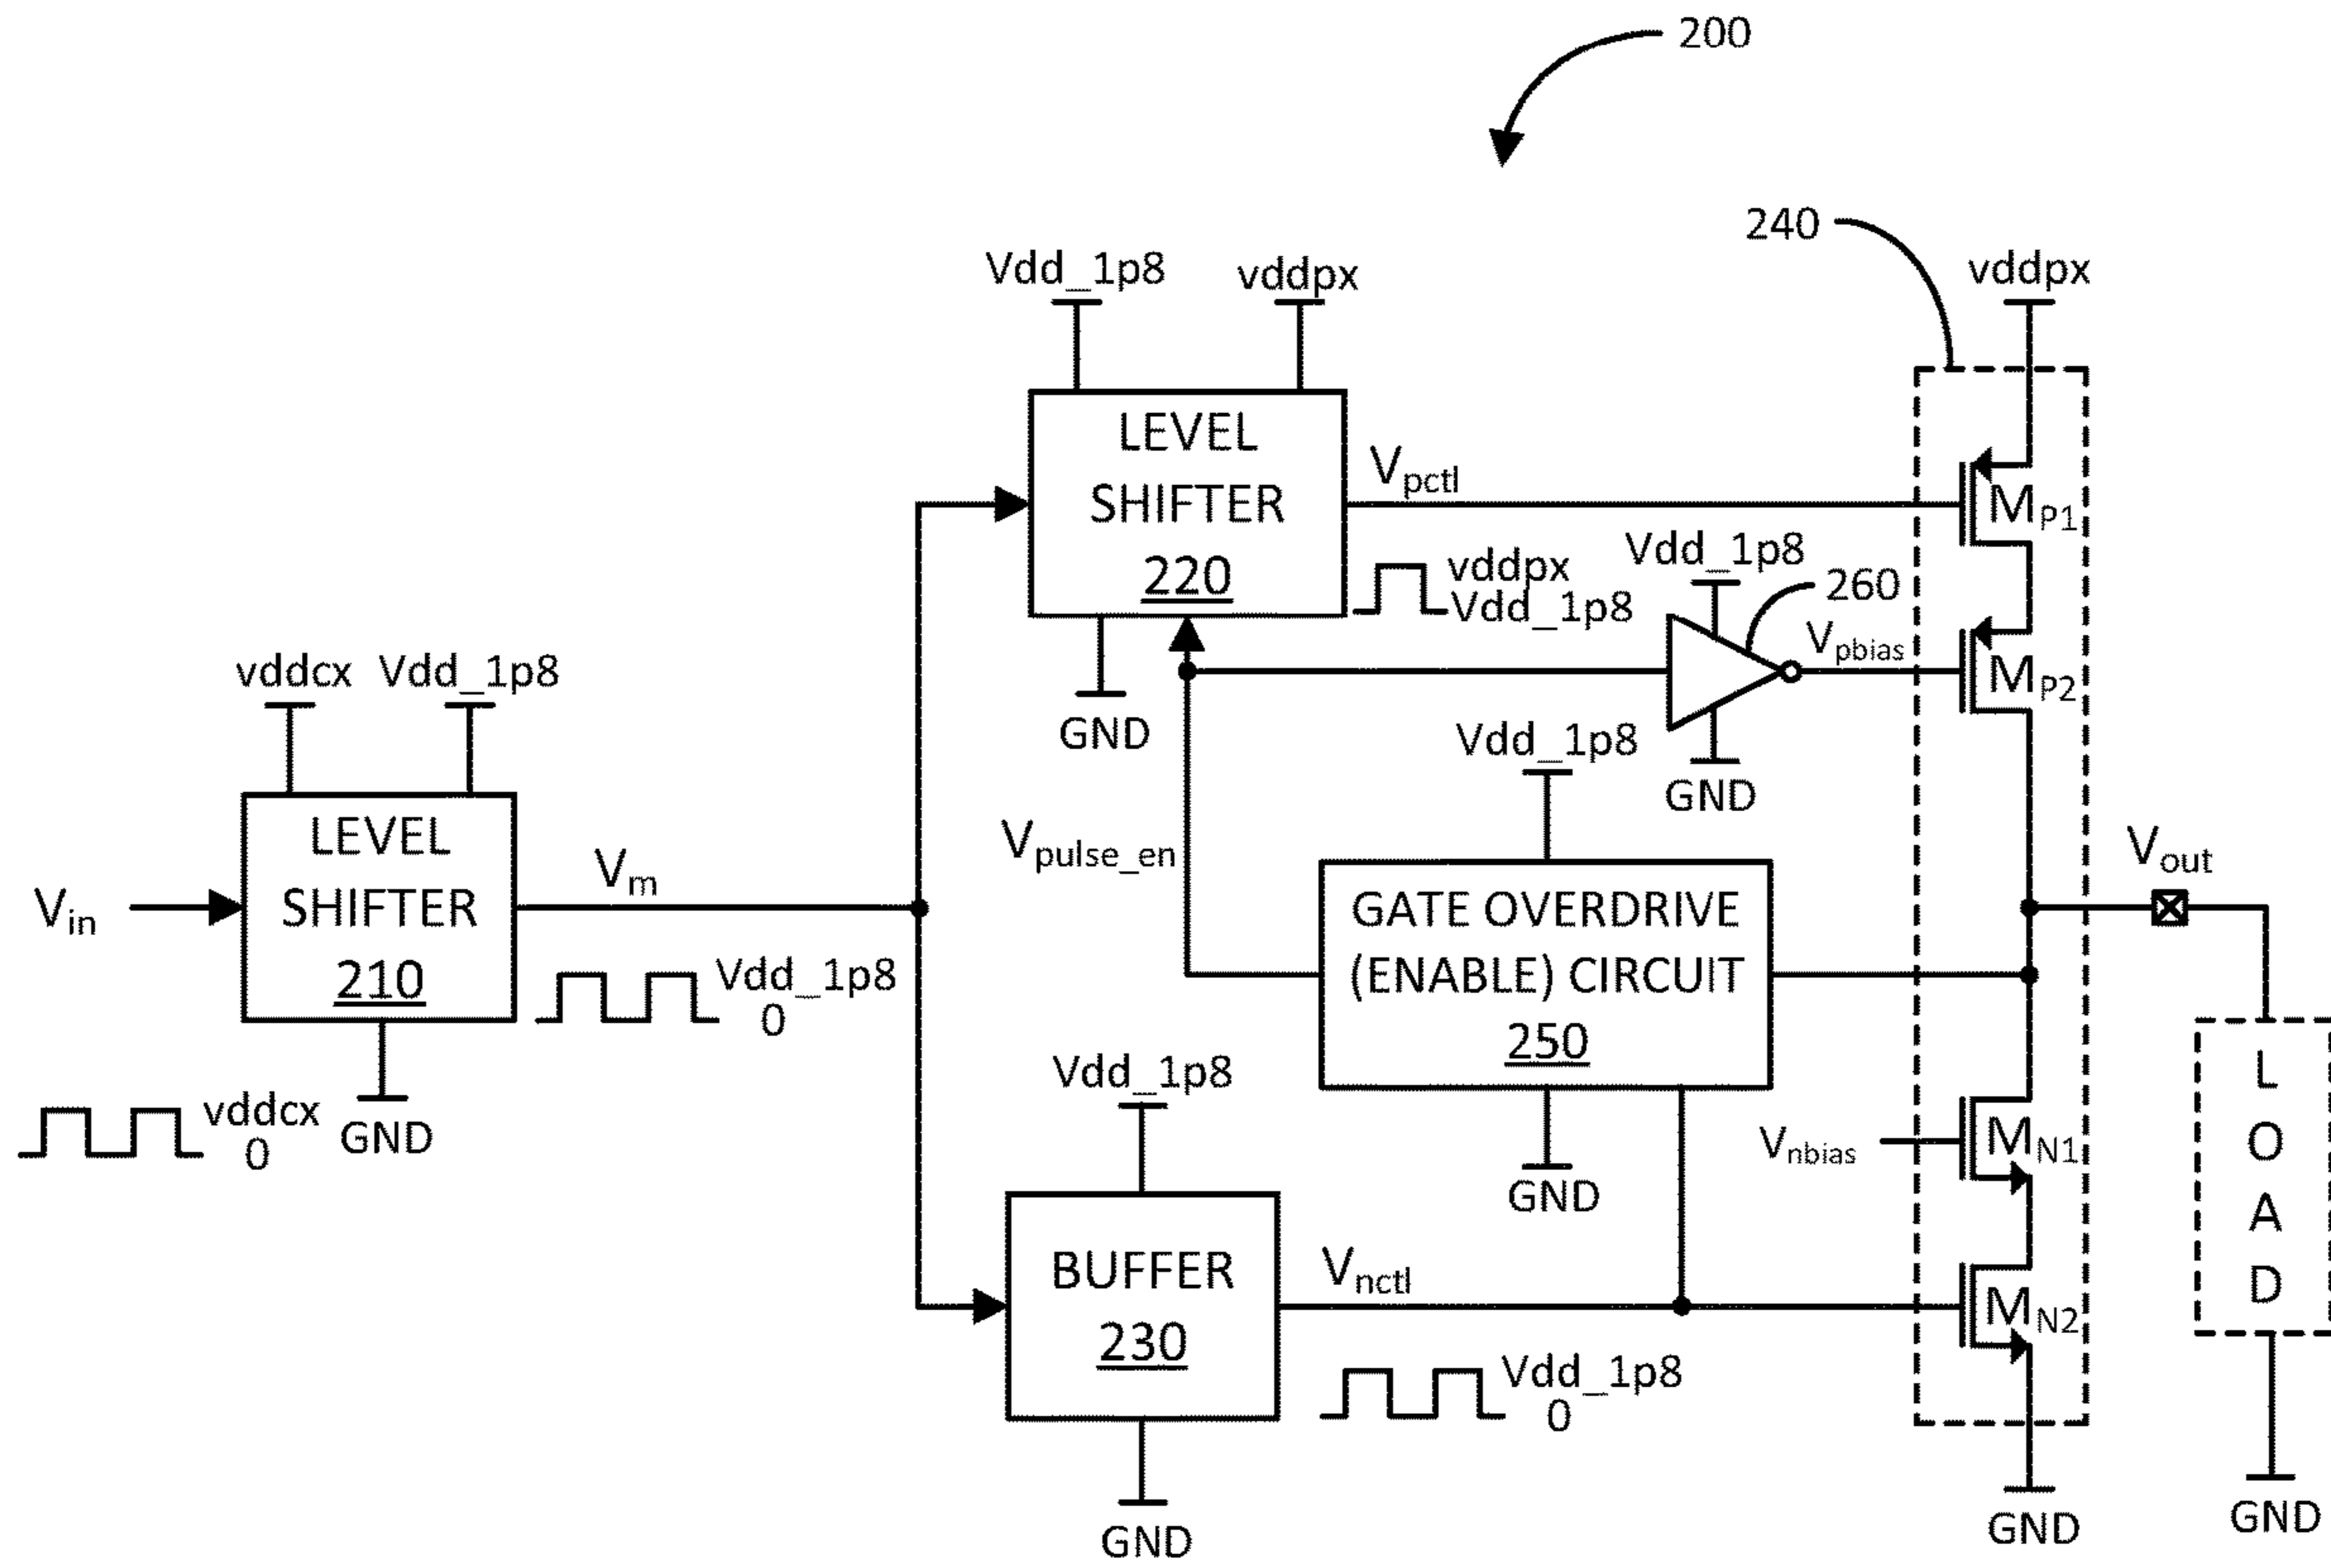 200
240
Vdd_1p8
vddpx
vddpx
LEVEL
SHIFTER
220
Vpctl
MP1
vddpx
Vdd_1p8
Vdd_1p8
260
Vpbias
MP2
GND
GND
vddcx
Vdd_1p8
LEVEL
SHIFTER
210
Vin
Vm
Vdd_1p8
0
vddcx
0
GND
Vpulse_en
Vdd_1p8
GATE OVERDRIVE
(ENABLE) CIRCUIT
250
GND
Vout
LOAD
GND
Vnbias
MN1
Vdd_1p8
BUFFER
230
Vnctl
MN2
Vdd_1p8
0
GND
GND